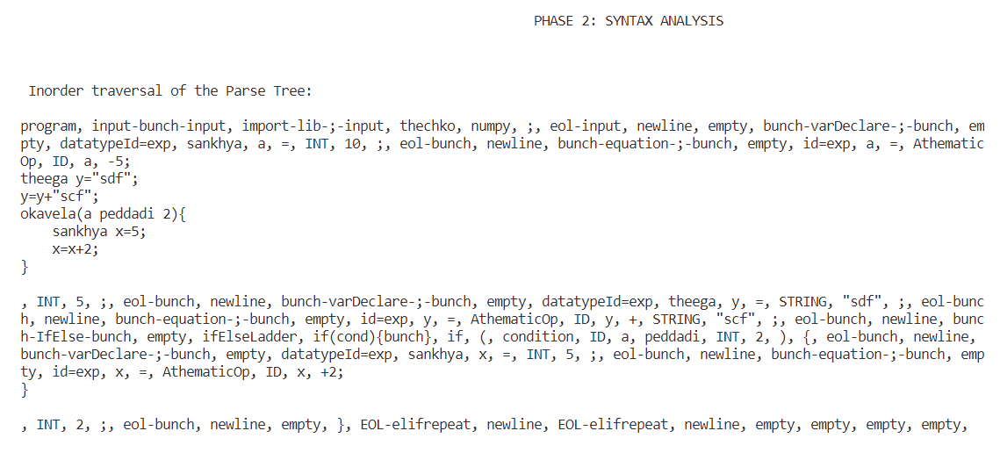 PHASE 2: SYNTAX ANALYSIS
Inorder traversal of the Parse Tree:
program, input-bunch-input, import-lib-;-input, thechko, numpy, ;, eol-input, newline, empty, bunch-varDeclare-;-bunch, em
pty, datatypeId=exp, sankhya, a, =, INT, 10, ;, eol-bunch, newline, bunch-equation-;-bunch, empty, id=exp, a, =, Athematic
Op, ID, a, -5;
theega y="sdf";
y=y+"scf";
okavela(a peddadi 2){
    sankhya x=5;
    x=x+2;
}
, INT, 5, ;, eol-bunch, newline, bunch-varDeclare-;-bunch, empty, datatypeId=exp, theega, y, =, STRING, "sdf", ;, eol-bunc
h, newline, bunch-equation-;-bunch, empty, id=exp, y, =, AthematicOp, ID, y, +, STRING, "scf", ;, eol-bunch, newline, bunc
h-IfElse-bunch, empty, ifElseLadder, if(cond){bunch}, if, (, condition, ID, a, peddadi, INT, 2, ), {, eol-bunch, newline,
bunch-varDeclare-;-bunch, empty, datatypeId=exp, sankhya, x, =, INT, 5, ;, eol-bunch, newline, bunch-equation-;-bunch, emp
ty, id=exp, x, =, AthematicOp, ID, x, +2;
}
, INT, 2, ;, eol-bunch, newline, empty, }, EOL-elifrepeat, newline, EOL-elifrepeat, newline, empty, empty, empty, empty,